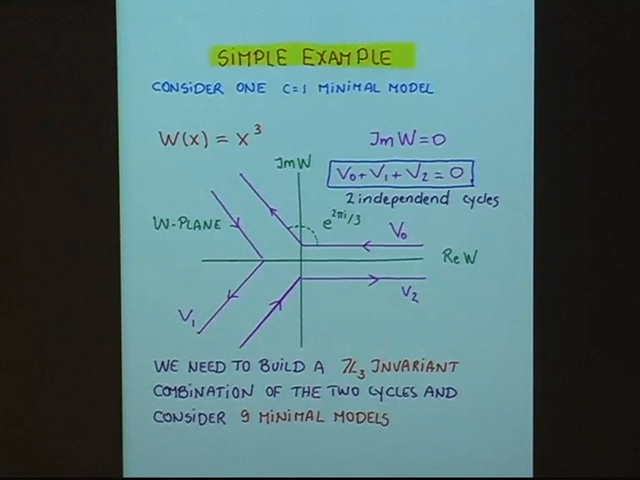 SIMPLE EXAMPLE
CONSIDER ONE C=1 MINIMAL MODEL
W(x) = x³
ImW=0
ImW
V₀+V₁+V₂=0
2 independend cycles
W-PLANE
e^{2πi/3}
V₀
ReW
V₂
V₁
WE NEED TO BUILD A ℤ₃ INVARIANT
COMBINATION OF THE TWO CYCLES AND
CONSIDER 9 MINIMAL MODELS